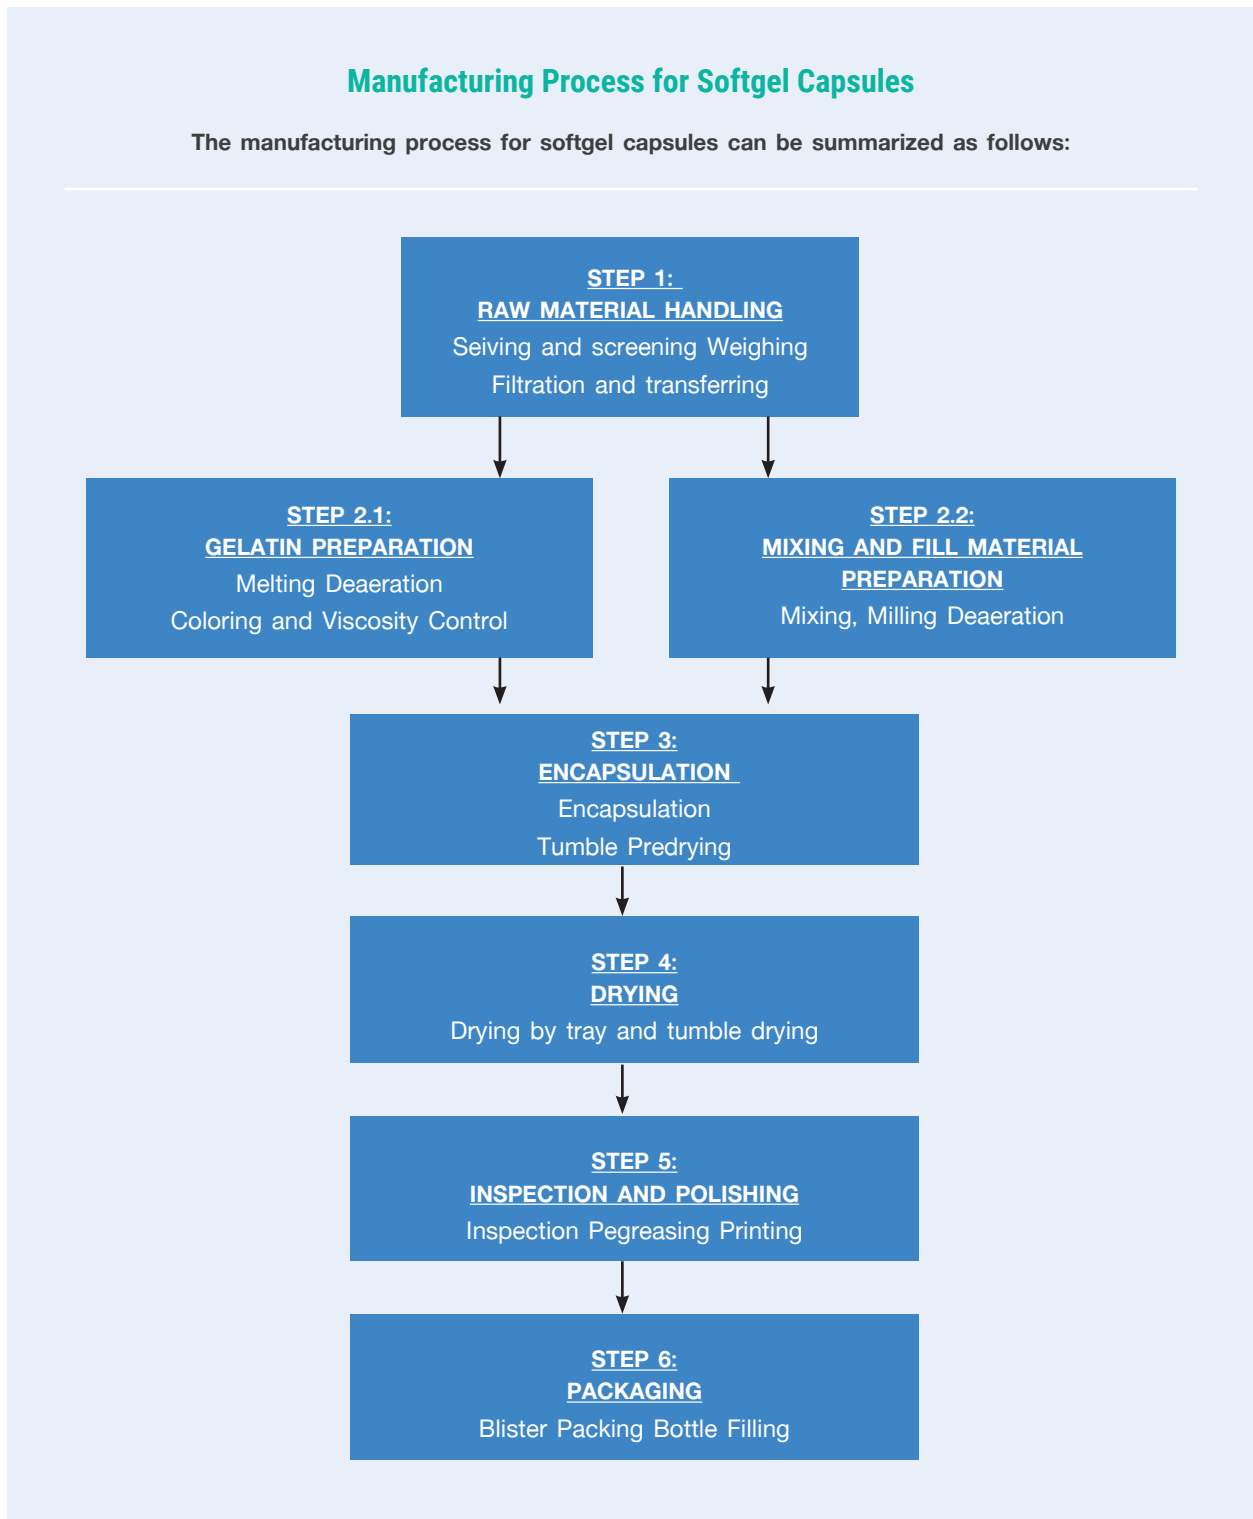 Manufacturing Process for Softgel Capsules
The manufacturing process for softgel capsules can be summarized as follows:
STEP 1:
RAW MATERIAL HANDLING
Seiving and screening Weighing
Filtration and transferring
STEP 2.1:
GELATIN PREPARATION
Melting Deaeration
Coloring and Viscosity Control
STEP 2.2:
MIXING AND FILL MATERIAL
PREPARATION
Mixing, Milling Deaeration
STEP 3:
ENCAPSULATION
Encapsulation
Tumble Predrying
STEP 4:
DRYING
Drying by tray and tumble drying
STEP 5:
INSPECTION AND POLISHING
Inspection Pegreasing Printing
STEP 6:
PACKAGING
Blister Packing Bottle Filling